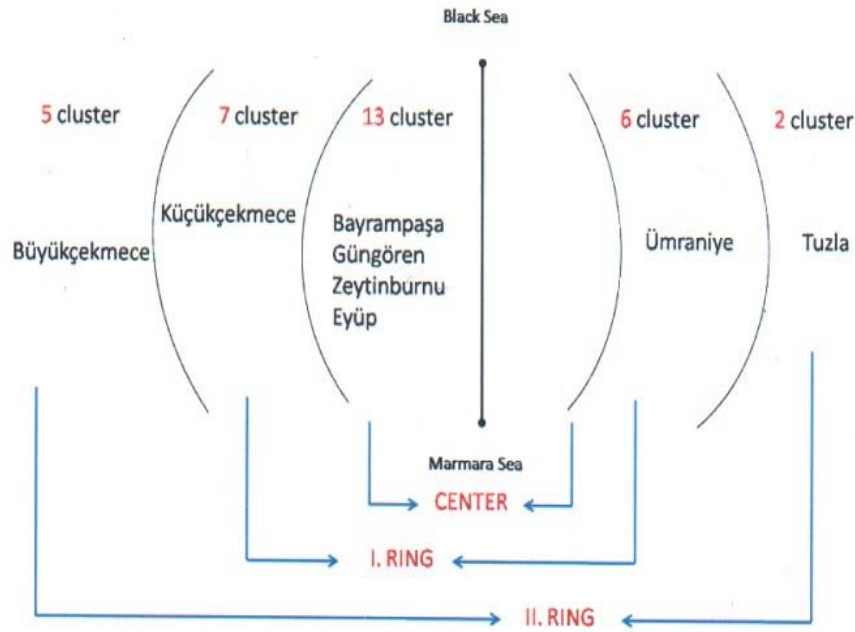 Black Sea
5 cluster
7 cluster
13 cluster
6 cluster
2 cluster
Büyükçekmece
Küçükçekmece
Bayrampaşa
Güngören
Zeytinburnu
Eyüp
Ümraniye
Tuzla
Marmara Sea
CENTER
I. RING
II. RING